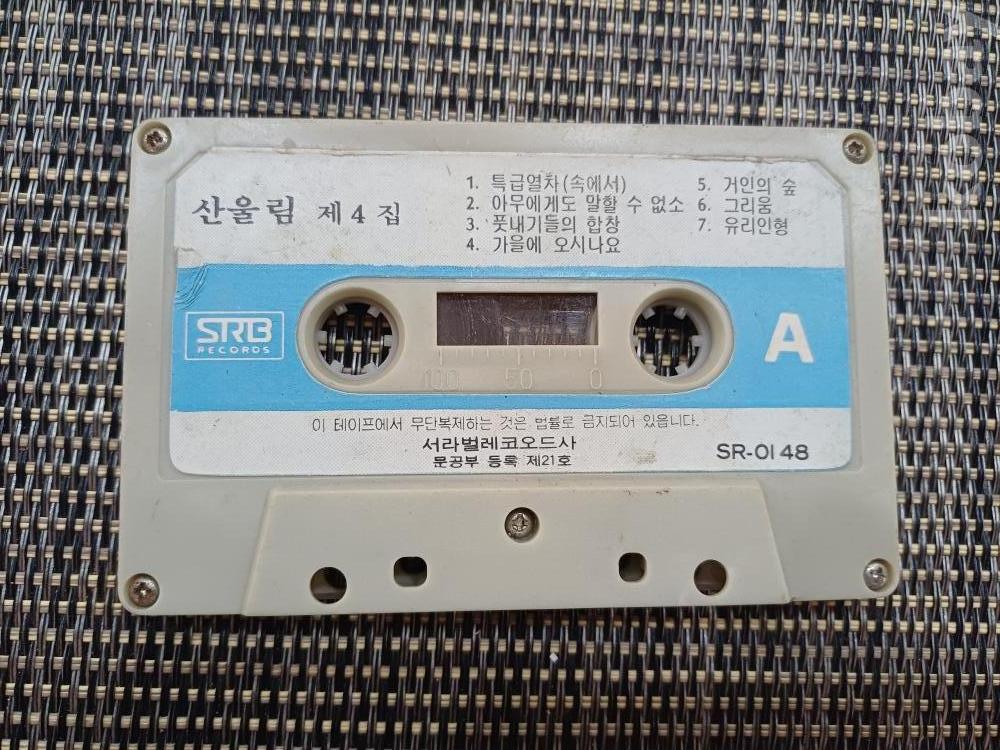 산울림 제4집
1. 특급열차(속에서)
2. 아무에게도 말할 수 없소
3. 풋내기들의 합창
4. 가을에 오시나요
5. 거인의 숲
6. 그리움
7. 유리인형
SRB
RECORDS
A
100 50 0
이 테이프에서 무단복제하는 것은 법률로 금지되어 있읍니다.
서라벌레코오드사
문공부 등록 제21호
SR-0148